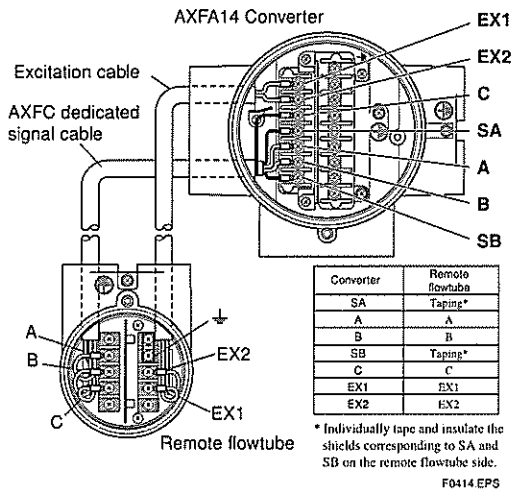 AXFA14 Converter
EX1
EX2
C
SA
A
B
SB
Excitation cable
AXFC dedicated
signal cable
A
B
C
EX2
EX1
Remote flowtube
Converter Remote flowtube
SA Taping*
A A
B B
SB Taping*
C C
EX1 EX1
EX2 EX2
* Individually tape and insulate the
shields corresponding to SA and
SB on the remote flowtube side.
F0414.EPS